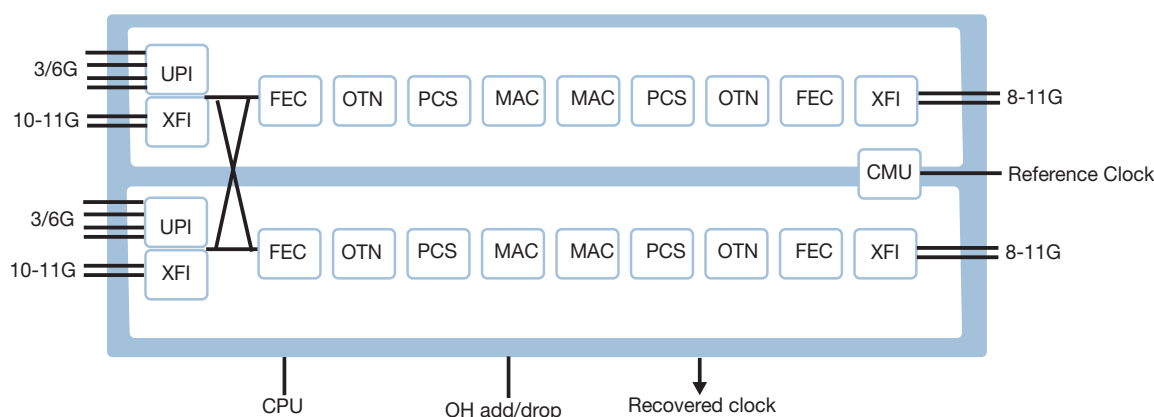 3/6G
UPI
10-11G
XFI
FEC OTN PCS MAC MAC PCS OTN FEC XFI
8-11G
CMU
Reference Clock
3/6G
UPI
10-11G
XFI
FEC OTN PCS MAC MAC PCS OTN FEC XFI
8-11G
CPU
OH add/drop
Recovered clock